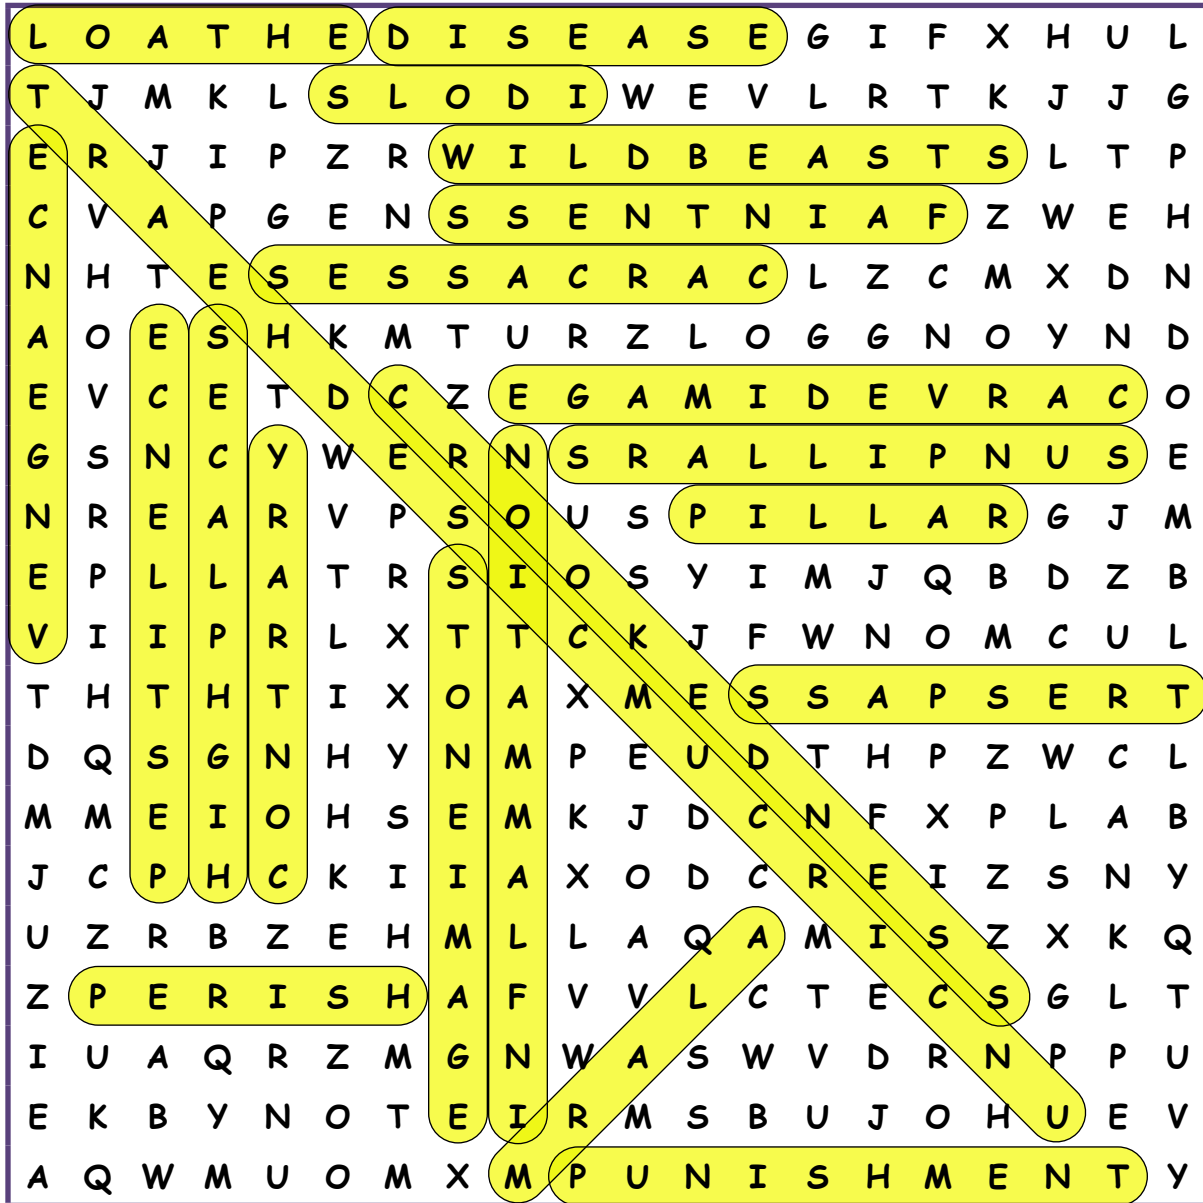 L O A T H E D I S E A S E G I F X H U L
T J M K L S L O D I W E V L R T K J J G
E R J I P Z R W I L D B E A S T S L T P
C V A P G E N S S E N T N I A F Z W E H
N H T E S E S S A C R A C L Z C M X D N
A O E S H K M T U R Z L O G G N O Y N D
E V C E T D C Z E G A M I D E V R A C O
G S N C Y W E R N S R A L L I P N U S E
N R E A R V P S O U S P I L L A R G J M
E P L L A T R S I O S Y I M J Q B D Z B
V I I P R L X T T C K J F W N O M C U L
T H T H T I X O A X M E S S A P S E R T
D Q S G N H Y N M P E U D T H P Z W C L
M M E I O H S E M K J D C N F X P L A B
J C P H C K I I A X O D C R E I Z S N Y
U Z R B Z E H M L L A Q A M I S Z X K Q
Z P E R I S H A F V V L C T E C S G L T
I U A Q R Z M G N W A S W V D R N P P U
E K B Y N O T E I R M S B U J O H U E V
A Q W M U O M X M P U N I S H M E N T Y